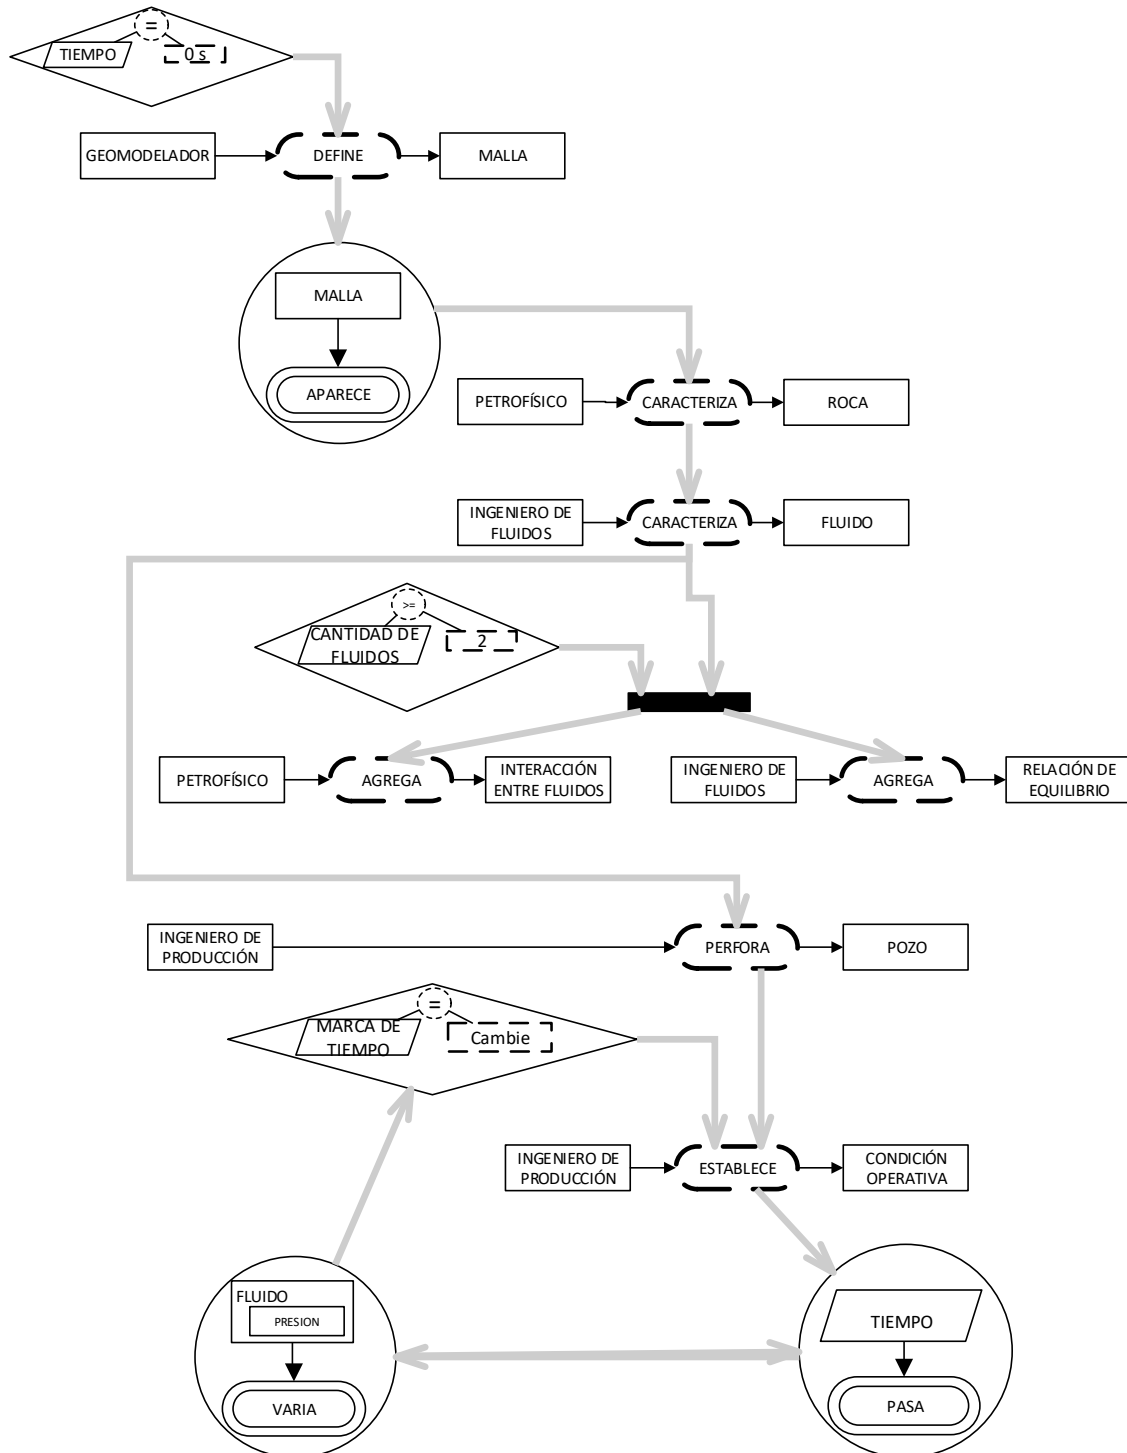 =
TIEMPO
0 s
GEOMODELADOR
DEFINE
MALLA
MALLA
APARECE
PETROFÍSICO
CARACTERIZA
ROCA
INGENIERO DE
FLUIDOS
CARACTERIZA
FLUIDO
>=
CANTIDAD DE
FLUIDOS
2
PETROFÍSICO
AGREGA
INTERACCIÓN
ENTRE FLUIDOS
INGENIERO DE
FLUIDOS
AGREGA
RELACIÓN DE
EQUILIBRIO
INGENIERO DE
PRODUCCIÓN
PERFORA
POZO
=
MARCA DE
TIEMPO
Cambie
INGENIERO DE
PRODUCCIÓN
ESTABLECE
CONDICIÓN
OPERATIVA
FLUIDO
PRESION
VARIA
TIEMPO
PASA